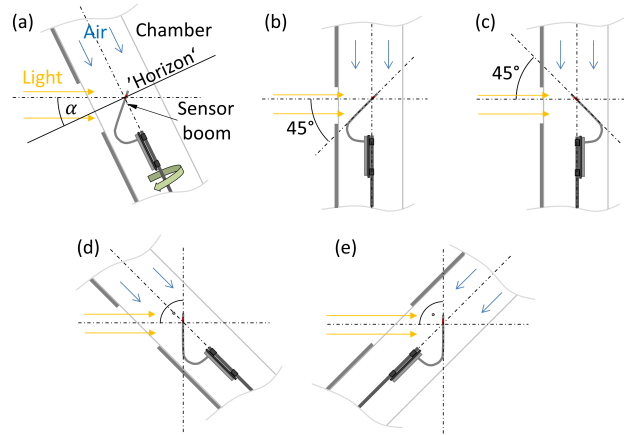 (a)
Air
Chamber
Light
'Horizon'
α
Sensor
boom
(b)
45°
(c)
45°
(d)
°
(e)
°